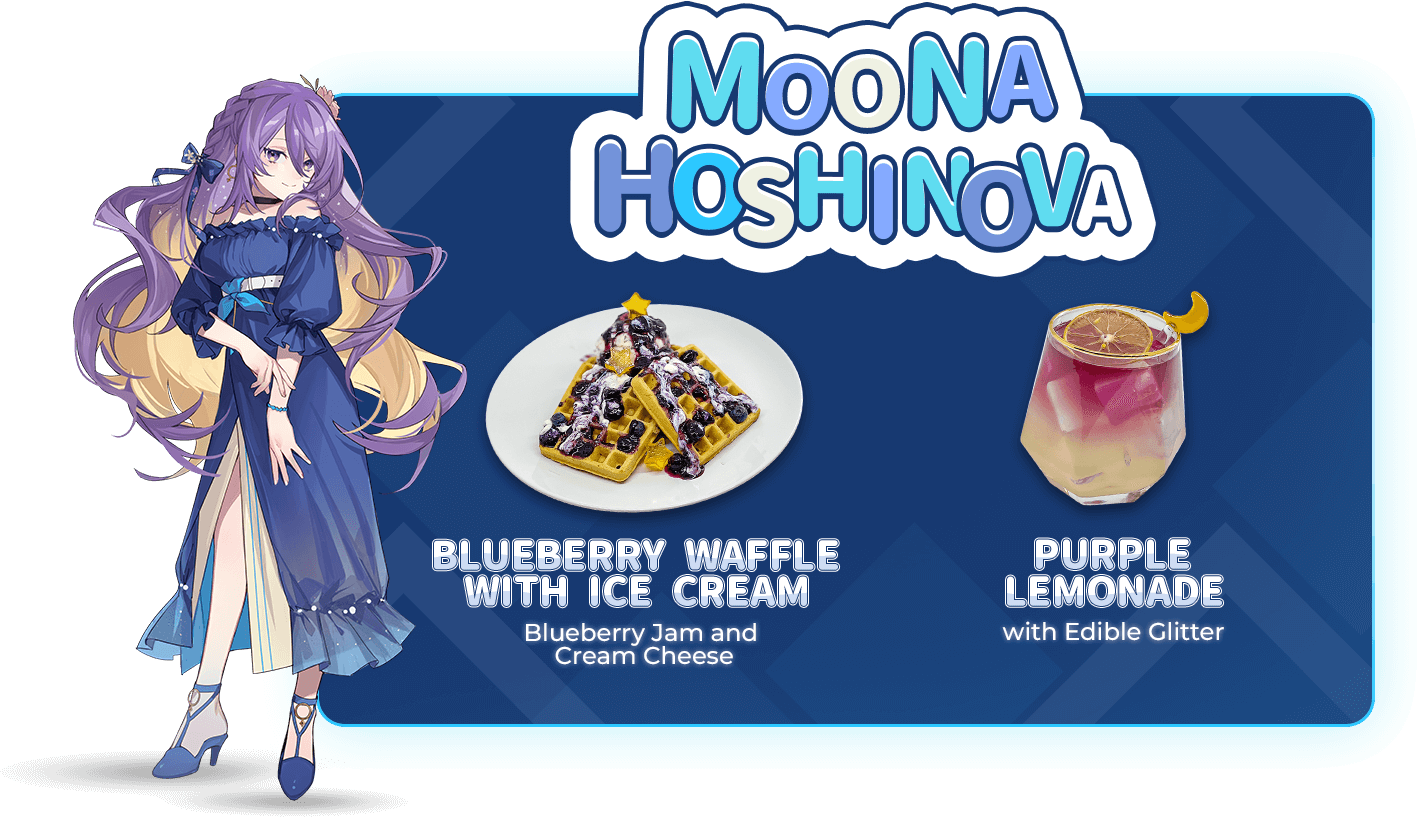 MOONA
HOSHINOVA
BLUEBERRY WAFFLE
WITH ICE CREAM
Blueberry Jam and
Cream Cheese
PURPLE
LEMONADE
with Edible Glitter